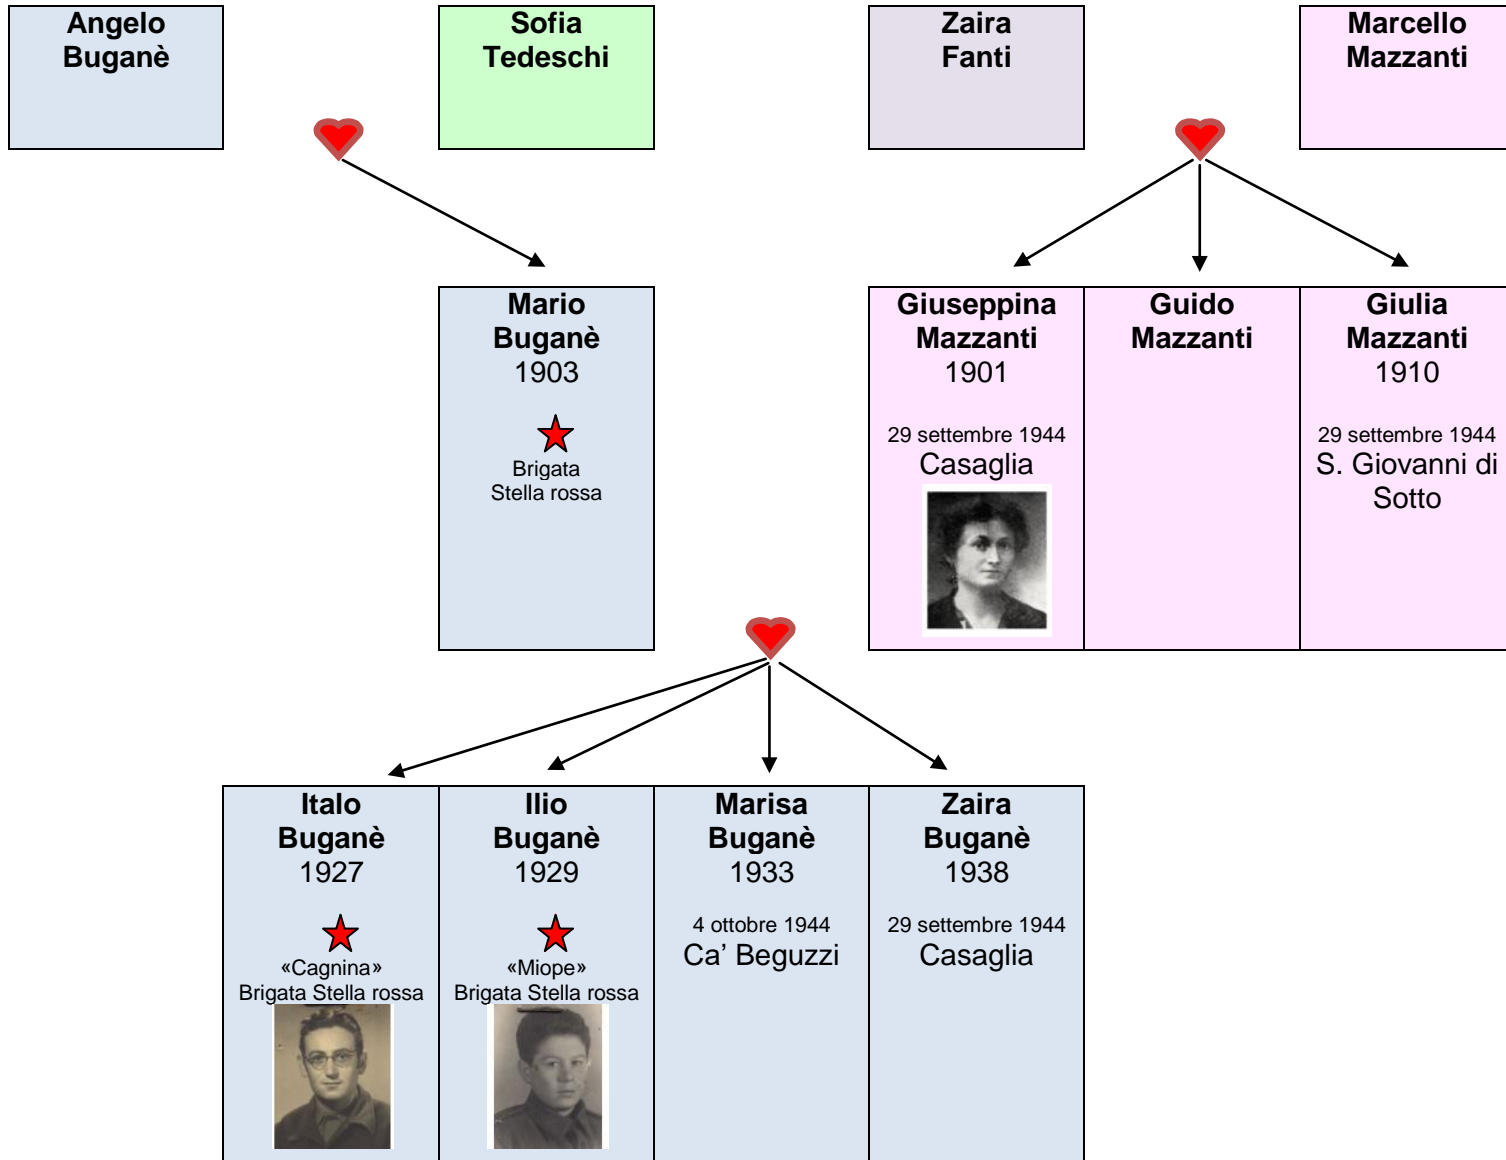 Angelo
Buganè
Sofia
Tedeschi
Zaira
Fanti
Marcello
Mazzanti
Mario
Buganè
1903
Brigata
Stella rossa
Giuseppina
Mazzanti
1901
29 settembre 1944
Casaglia
Guido
Mazzanti
Giulia
Mazzanti
1910
29 settembre 1944
S. Giovanni di
Sotto
Italo
Buganè
1927
«Cagnina»
Brigata Stella rossa
Ilio
Buganè
1929
«Miope»
Brigata Stella rossa
Marisa
Buganè
1933
4 ottobre 1944
Ca’ Beguzzi
Zaira
Buganè
1938
29 settembre 1944
Casaglia